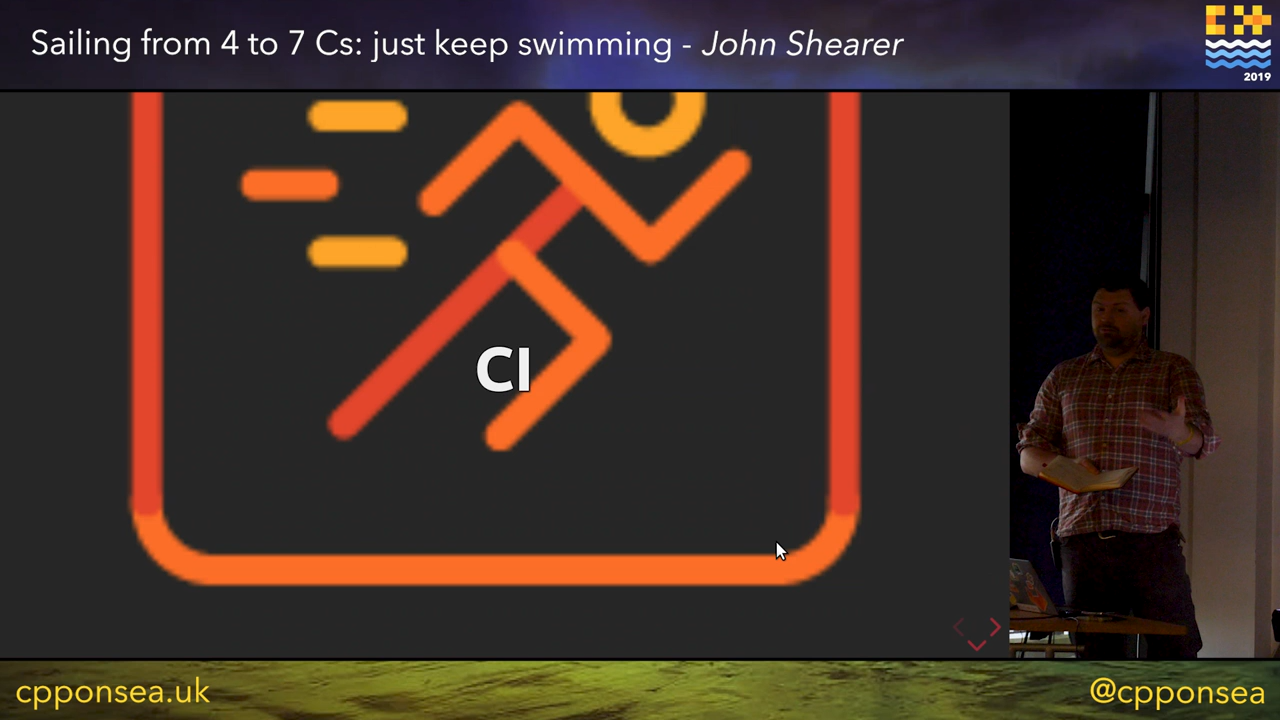 Sailing from 4 to 7 Cs: just keep swimming - John Shearer
2019
CI
cpponsea.uk
@cpponsea